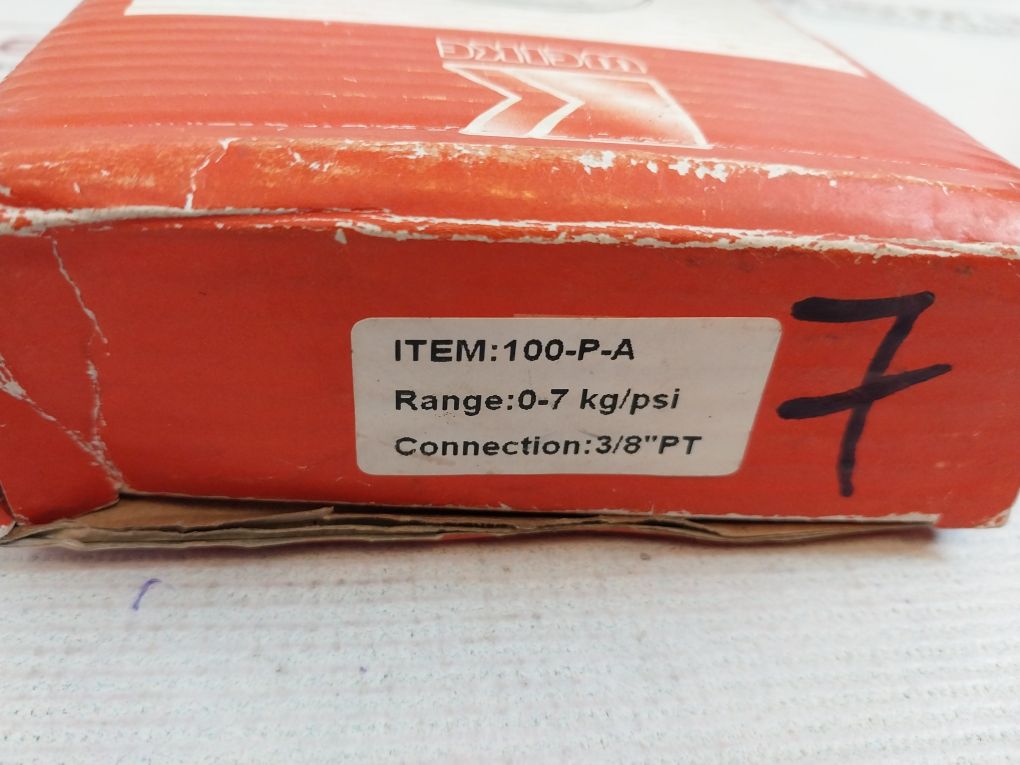 ITEM:100-P-A
Range:0-7 kg/psi
Connection:3/8"PT
7